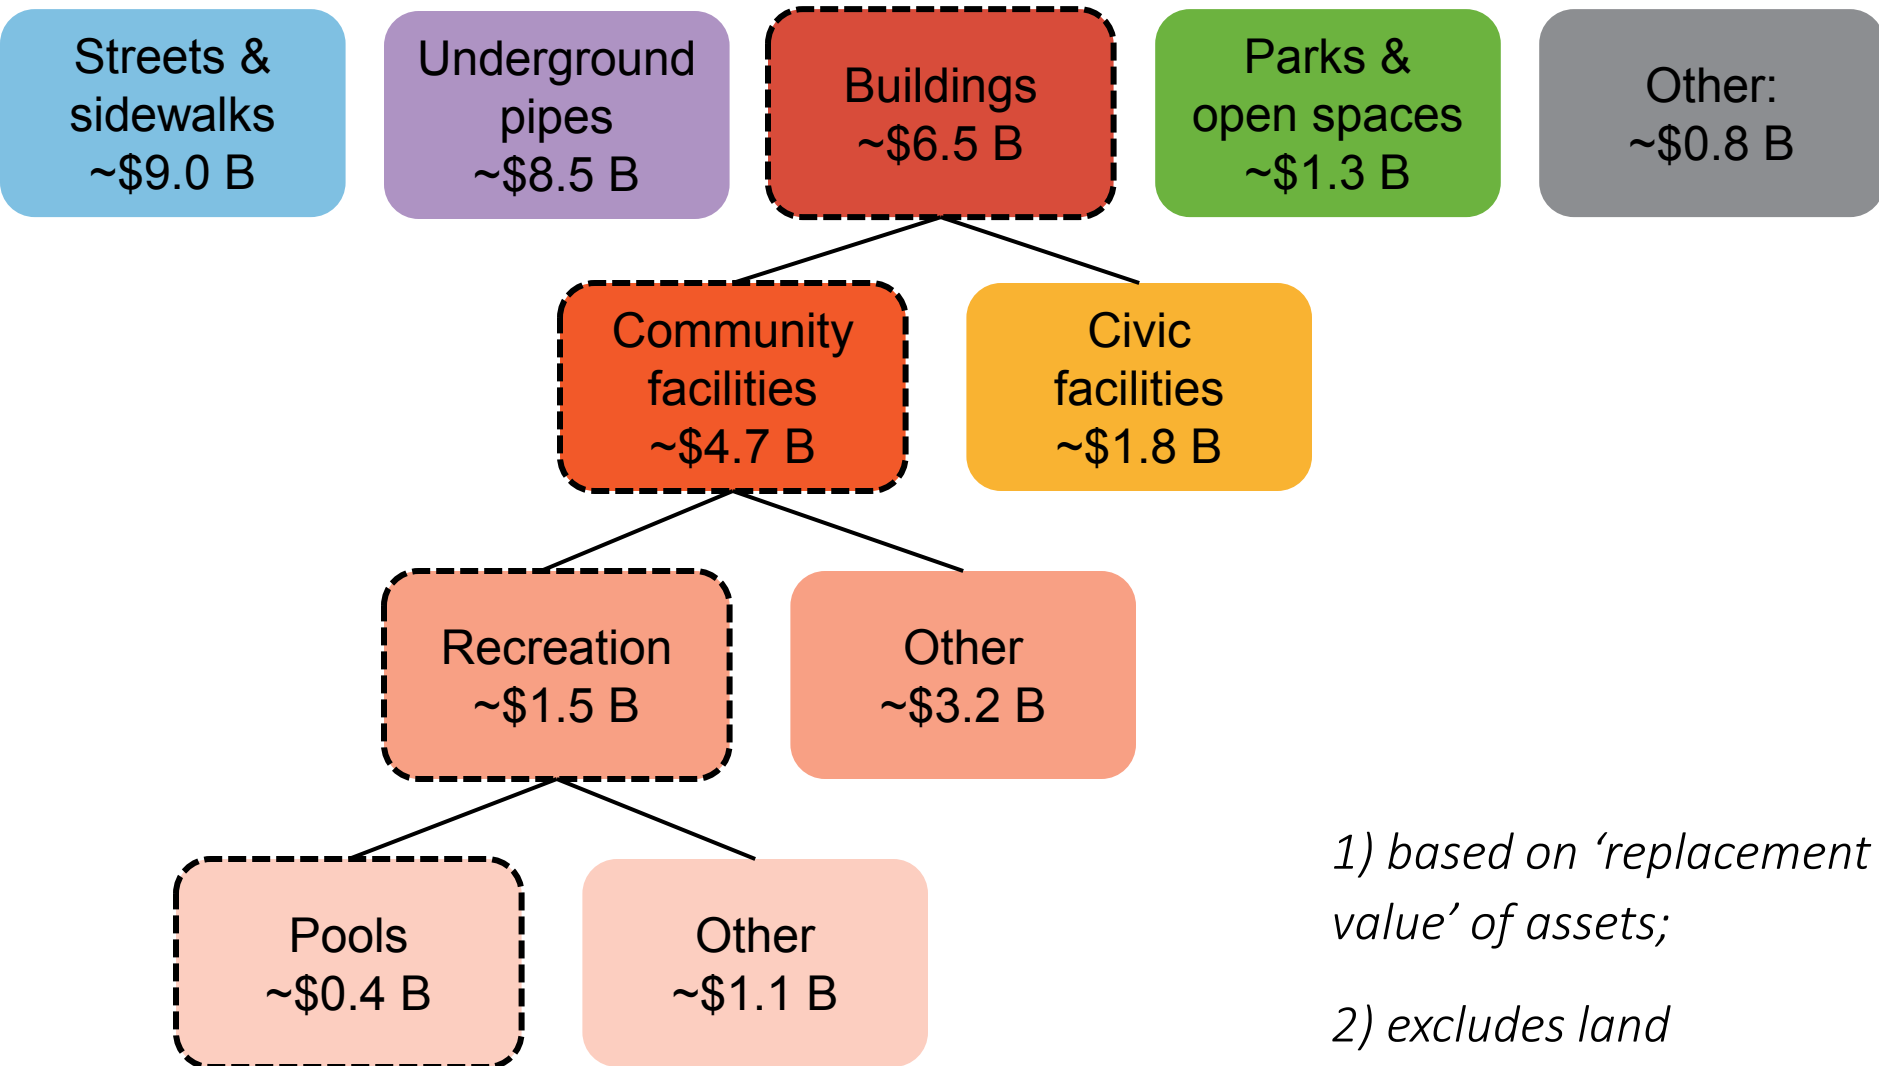 Streets &
sidewalks
~$9.0 B
Underground
pipes
~$8.5 B
Buildings
~$6.5 B
Parks &
open spaces
~$1.3 B
Other:
~$0.8 B
Community
facilities
~$4.7 B
Civic
facilities
~$1.8 B
Recreation
~$1.5 B
Other
~$3.2 B
Pools
~$0.4 B
Other
~$1.1 B
1) based on ‘replacement
value’ of assets;
2) excludes land